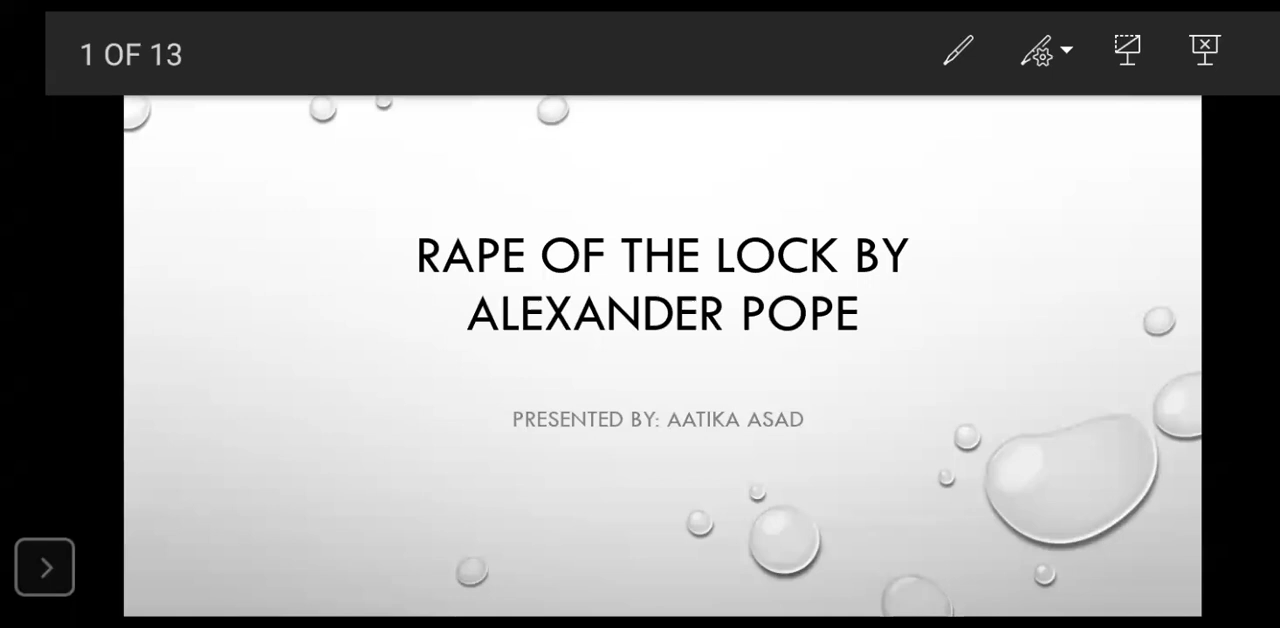 1 OF 13
RAPE OF THE LOCK BY
ALEXANDER POPE
PRESENTED BY: AATIKA ASAD